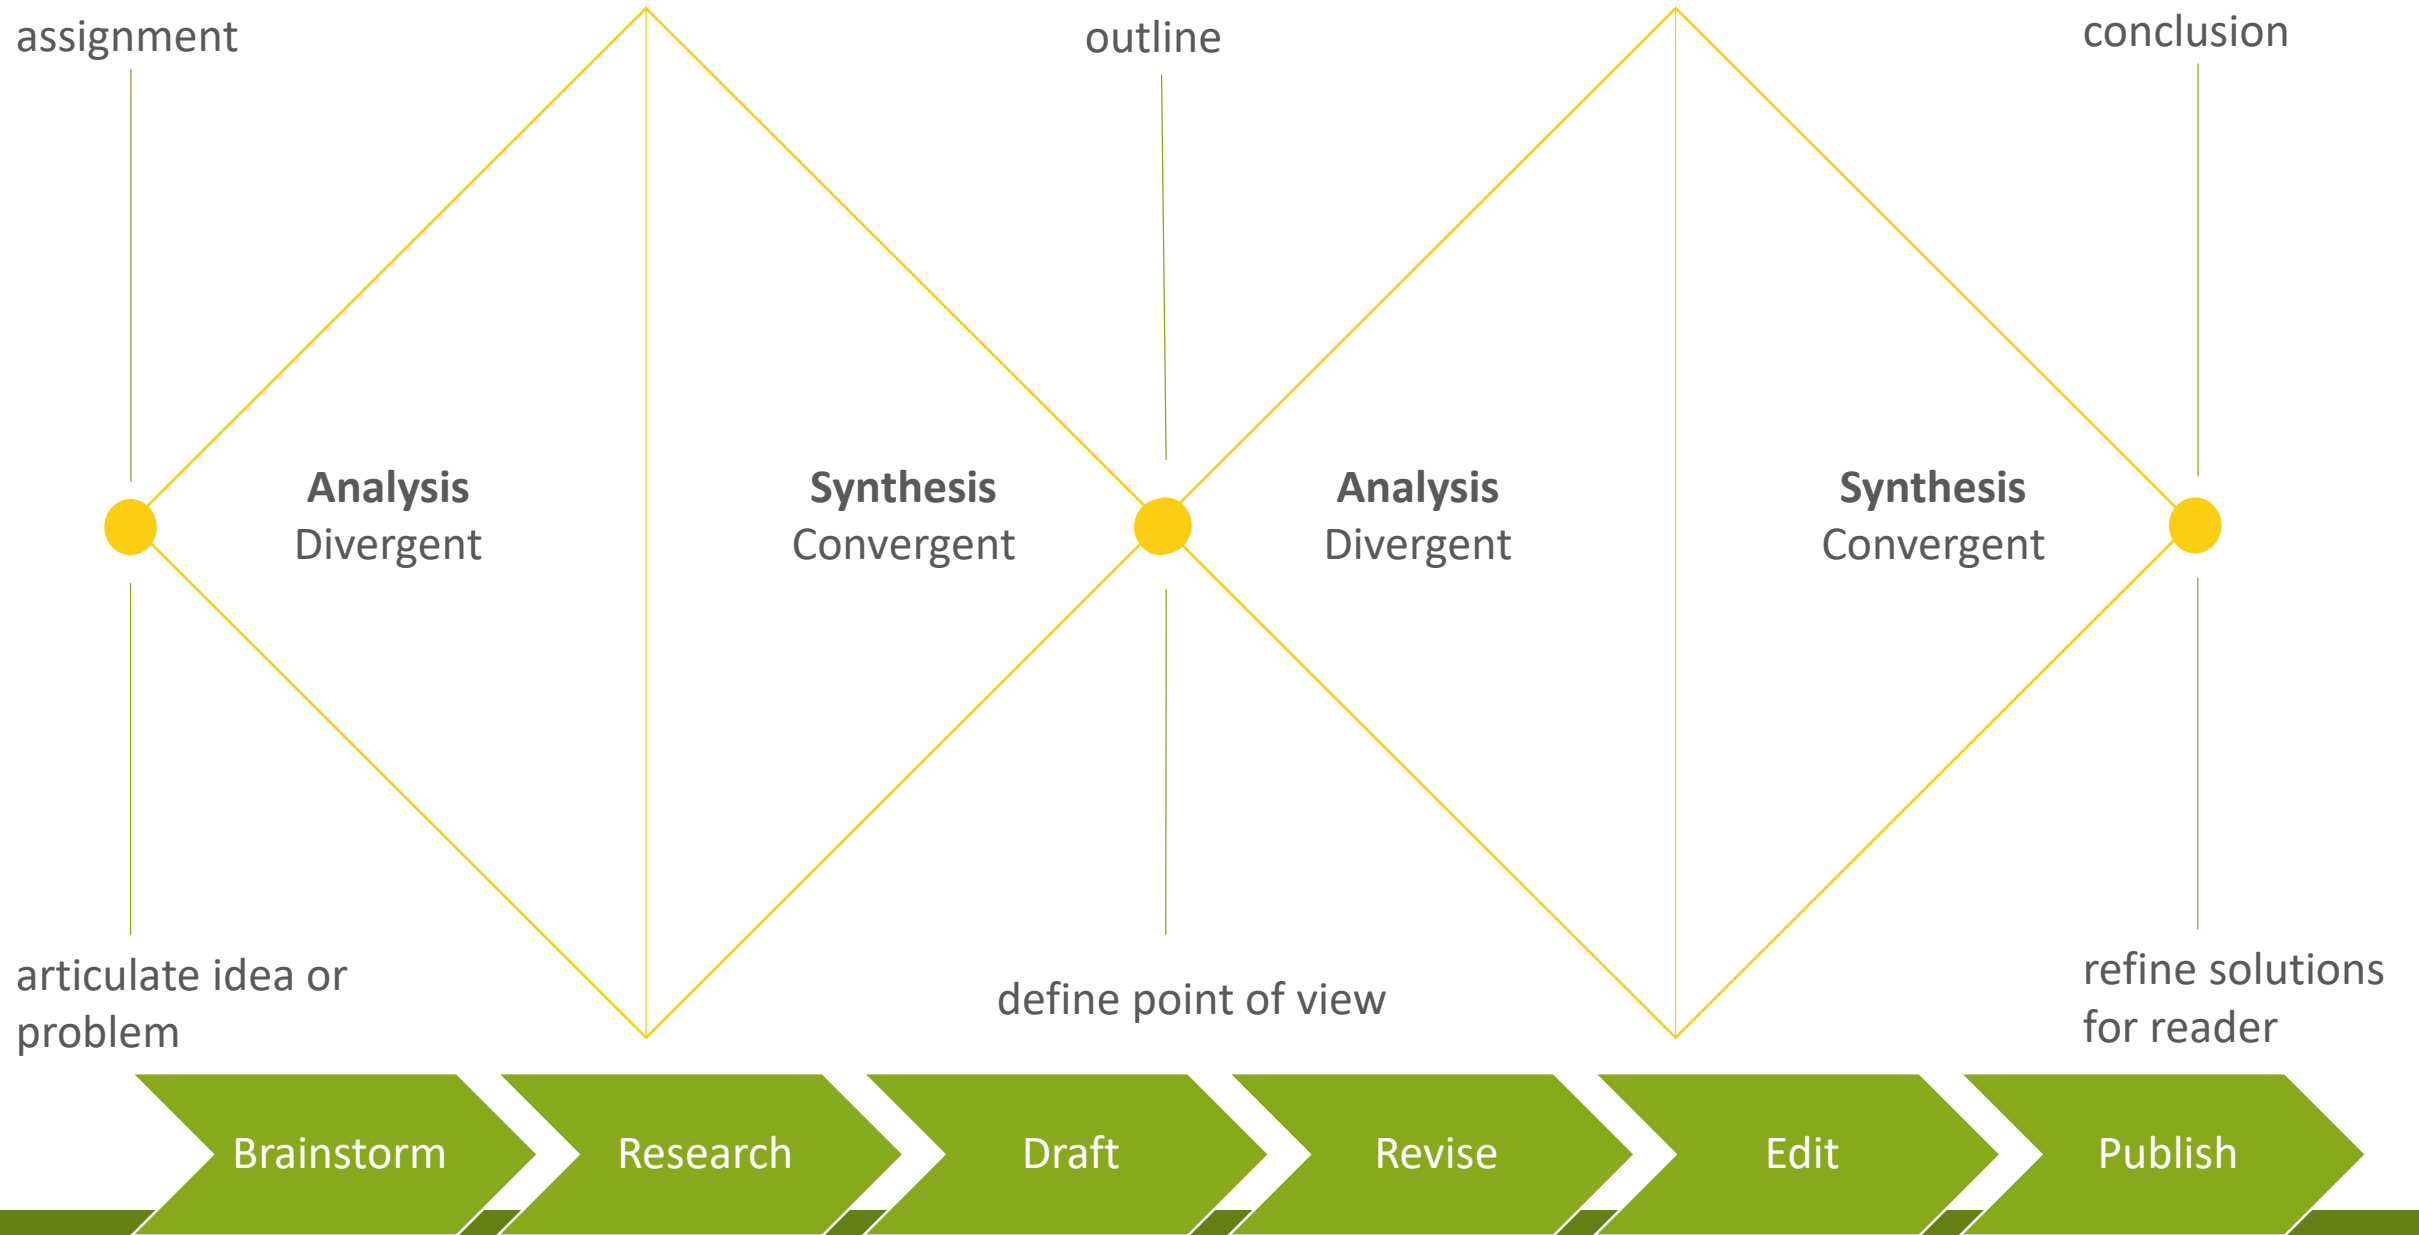 assignment
outline
conclusion
Analysis
Divergent
Synthesis
Convergent
Analysis
Divergent
Synthesis
Convergent
articulate idea or
problem
define point of view
refine solutions
for reader
Brainstorm
Research
Draft
Revise
Edit
Publish